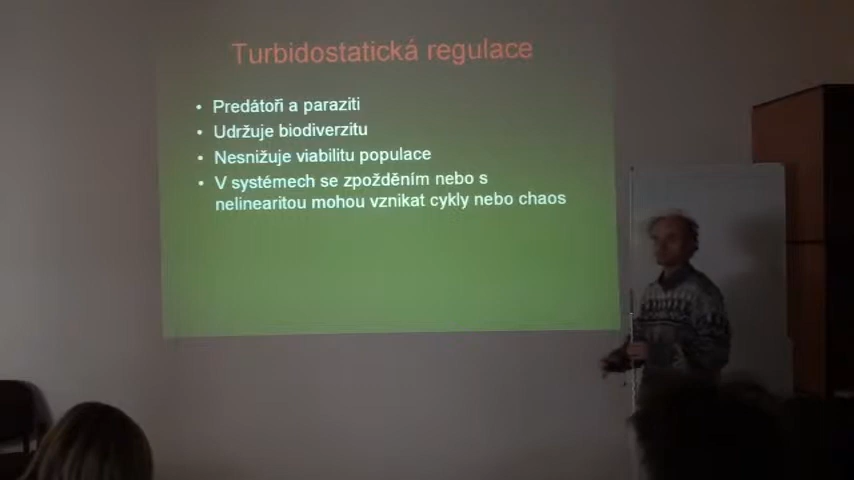 Turbidostatická regulace
• Predátoři a paraziti
• Udržuje biodiverzitu
• Nesnižuje viabilitu populace
• V systémech se zpožděním nebo s
nelinearitou mohou vznikat cykly nebo chaos